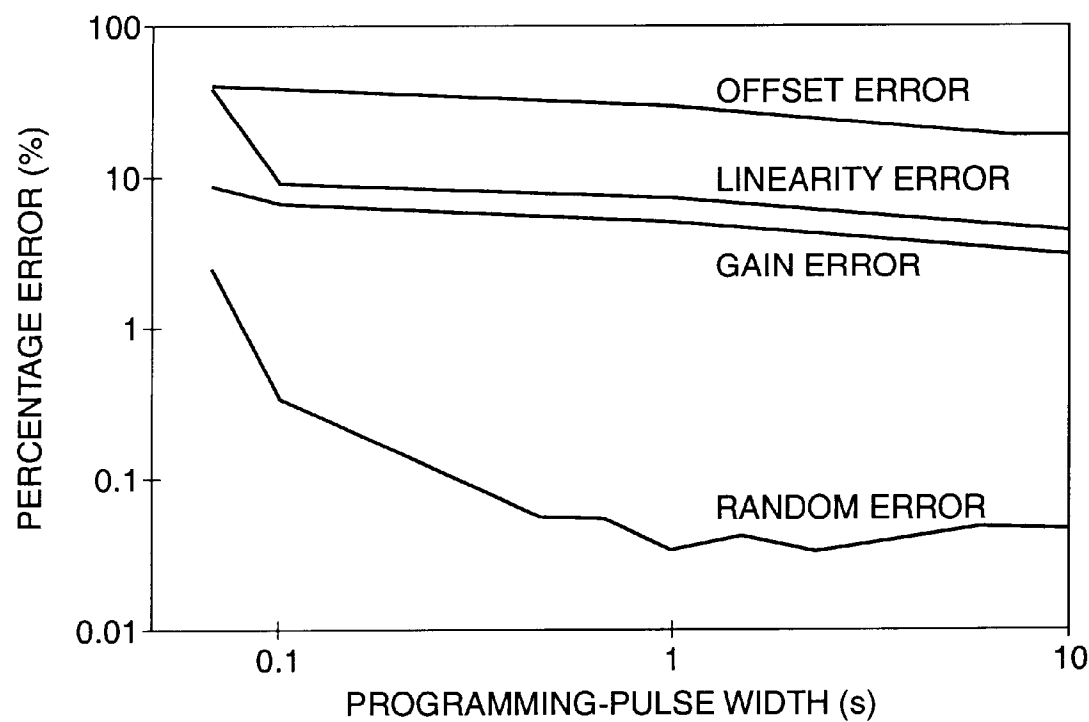 100
10
1
0.1
0.01
PERCENTAGE ERROR (%)
OFFSET ERROR
LINEARITY ERROR
GAIN ERROR
RANDOM ERROR
0.1
1
10
PROGRAMMING-PULSE WIDTH (s)